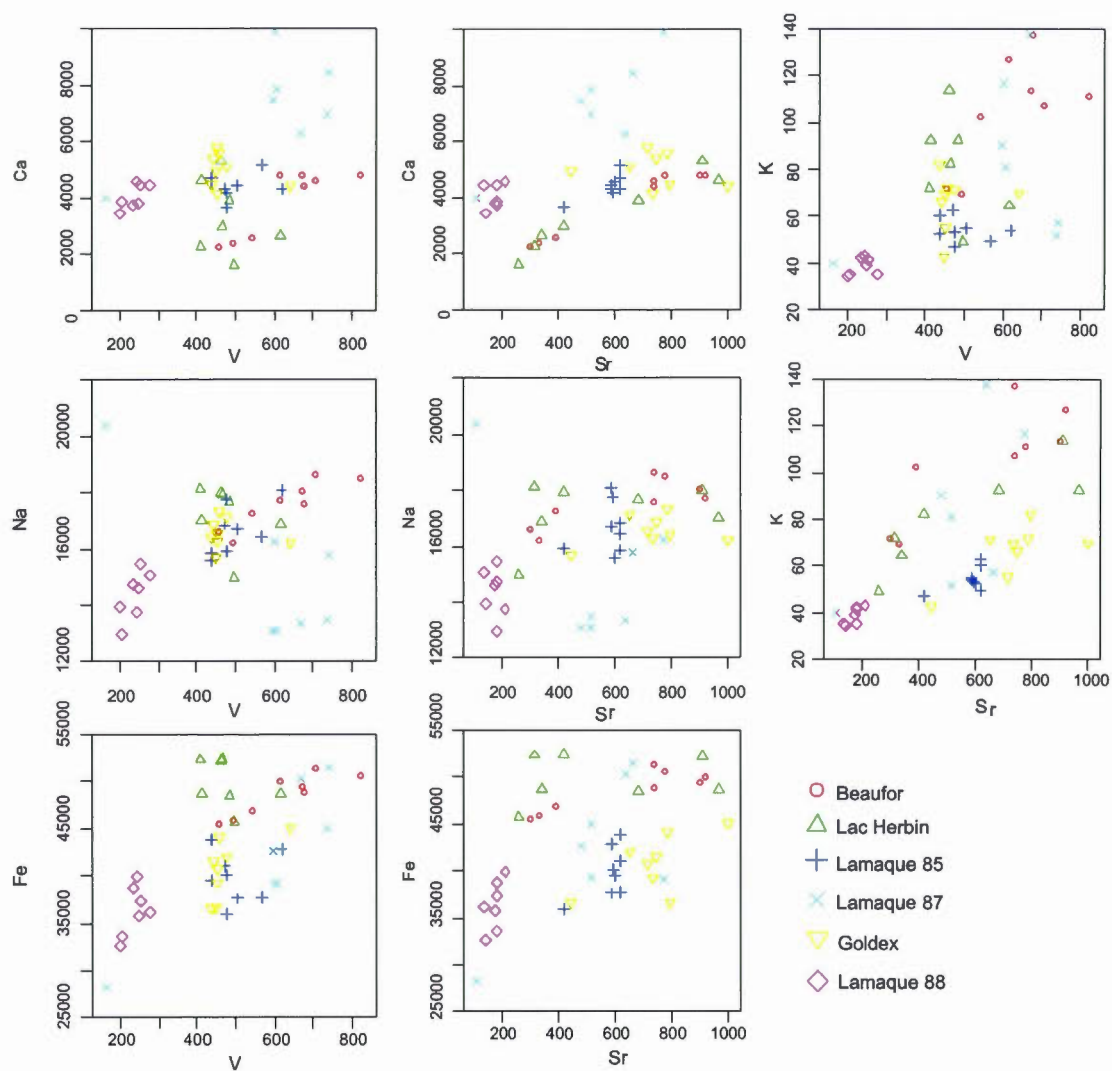 Ca
0 2000 4000 6000 8000
200 400 600 800
V
Ca
0 2000 4000 6000 8000
200 400 600 800 1000
Sr
K
20 40 60 80 100 120 140
200 400 600 800
V
Na
12000 16000 20000
200 400 600 800
V
Na
12000 16000 20000
200 400 600 800 1000
Sr
K
20 40 60 80 100 120 140
200 400 600 800 1000
Sr
Fe
25000 35000 45000 55000
200 400 600 800
V
Fe
25000 35000 45000 55000
200 400 600 800 1000
Sr
Beaufor
Lac Herbin
Lamaque 85
Lamaque 87
Goldex
Lamaque 88